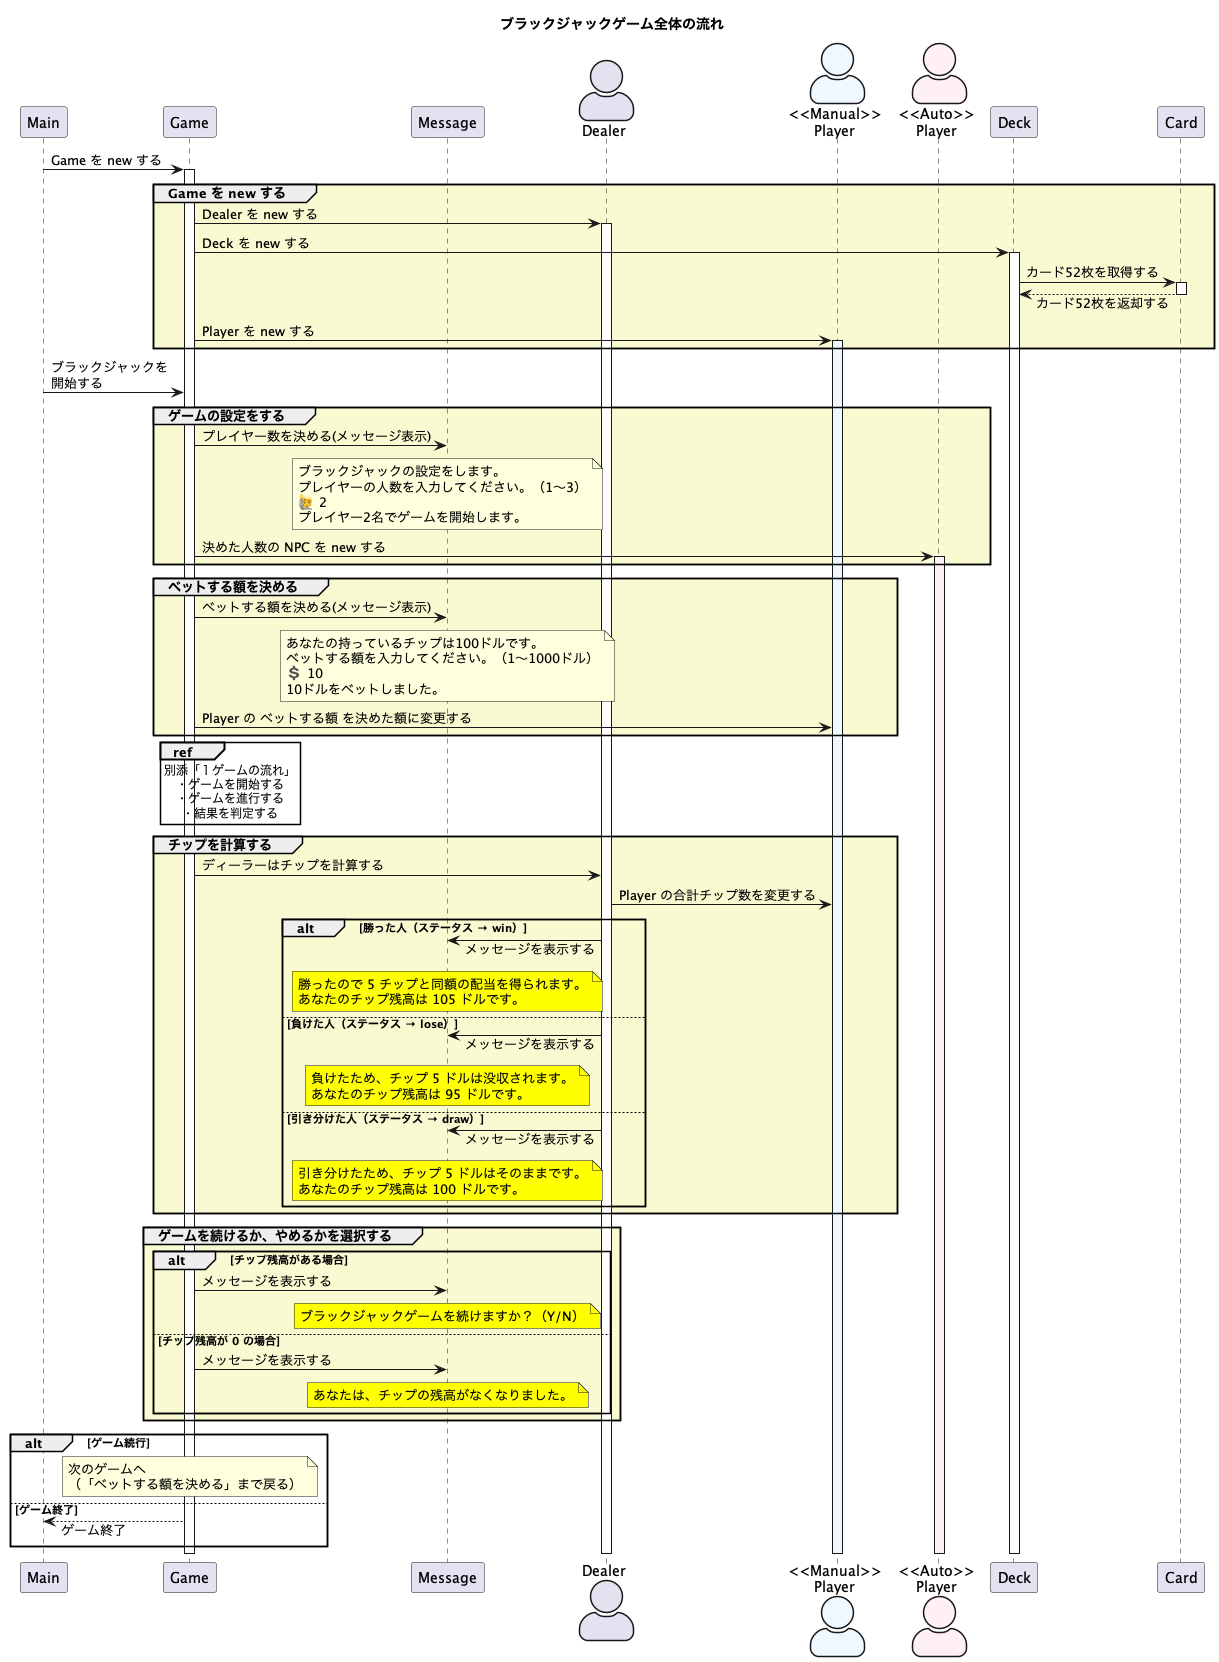 ブラックジャックゲーム全体の流れ
Main
Game
Message
Dealer
<<Manual>>
Player
<<Auto>>
Player
Deck
Card
Game を new する
Game を new する
Dealer を new する
Deck を new する
カード52枚を取得する
カード52枚を返却する
Player を new する
ブラックジャックを
開始する
ゲームの設定をする
プレイヤー数を決める(メッセージ表示)
ブラックジャックの設定をします。
プレイヤーの人数を入力してください。（1〜3）
🙋 2
プレイヤー2名でゲームを開始します。
決めた人数の NPC を new する
ベットする額を決める
ベットする額を決める(メッセージ表示)
あなたの持っているチップは100ドルです。
ベットする額を入力してください。（1〜1000ドル）
💲 10
10ドルをベットしました。
Player の ベットする額 を決めた額に変更する
ref
別添「１ゲームの流れ」
・ゲームを開始する
・ゲームを進行する
・結果を判定する
チップを計算する
ディーラーはチップを計算する
Player の合計チップ数を変更する
alt [勝った人（ステータス → win）]
メッセージを表示する
勝ったので 5 チップと同額の配当を得られます。
あなたのチップ残高は 105 ドルです。
[負けた人（ステータス → lose）]
メッセージを表示する
負けたため、チップ 5 ドルは没収されます。
あなたのチップ残高は 95 ドルです。
[引き分けた人（ステータス → draw）]
メッセージを表示する
引き分けたため、チップ 5 ドルはそのままです。
あなたのチップ残高は 100 ドルです。
ゲームを続けるか、やめるかを選択する
alt [チップ残高がある場合]
メッセージを表示する
ブラックジャックゲームを続けますか？（Y/N）
[チップ残高が 0 の場合]
メッセージを表示する
あなたは、チップの残高がなくなりました。
alt [ゲーム続行]
次のゲームへ
（「ベットする額を決める」まで戻る）
[ゲーム終了]
ゲーム終了
Main
Game
Message
Dealer
<<Manual>>
Player
<<Auto>>
Player
Deck
Card